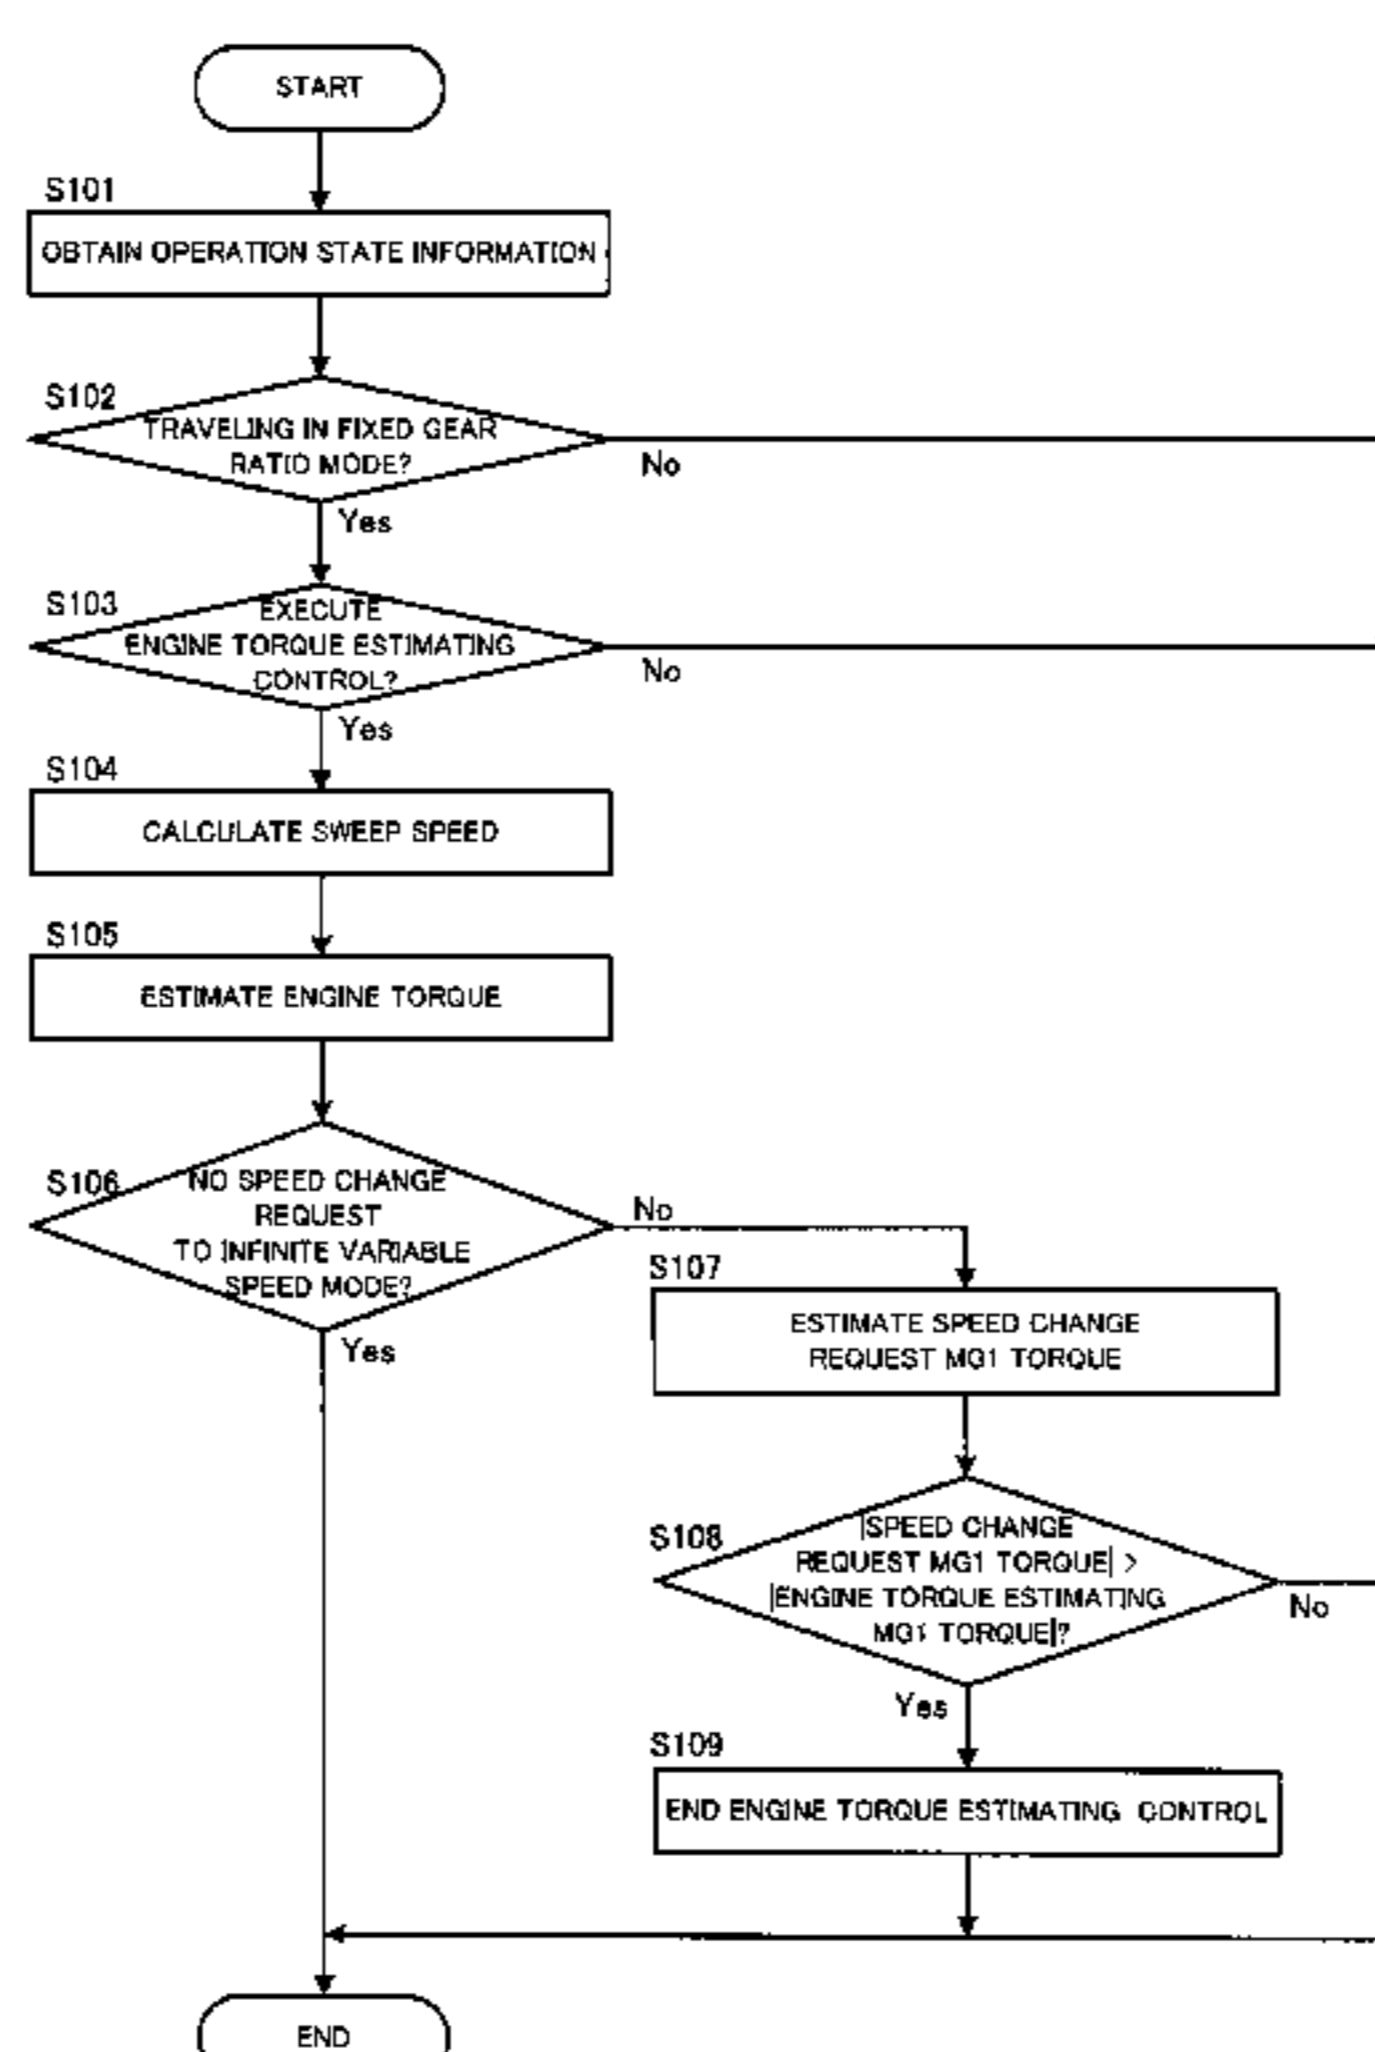 START
S101
OBTAIN OPERATION STATE INFORMATION
S102
TRAVELING IN FIXED GEAR
RATIO MODE?
No
Yes
S103
EXECUTE
ENGINE TORQUE ESTIMATING
CONTROL?
No
Yes
S104
CALCULATE SWEEP SPEED
S105
ESTIMATE ENGINE TORQUE
S106
NO SPEED CHANGE
REQUEST
TO INFINITE VARIABLE
SPEED MODE?
No
Yes
S107
ESTIMATE SPEED CHANGE
REQUEST MG1 TORQUE
S108
|SPEED CHANGE
REQUEST MG1 TORQUE| >
|ENGINE TORQUE ESTIMATING
MG1 TORQUE|?
No
Yes
S109
END ENGINE TORQUE ESTIMATING CONTROL
END